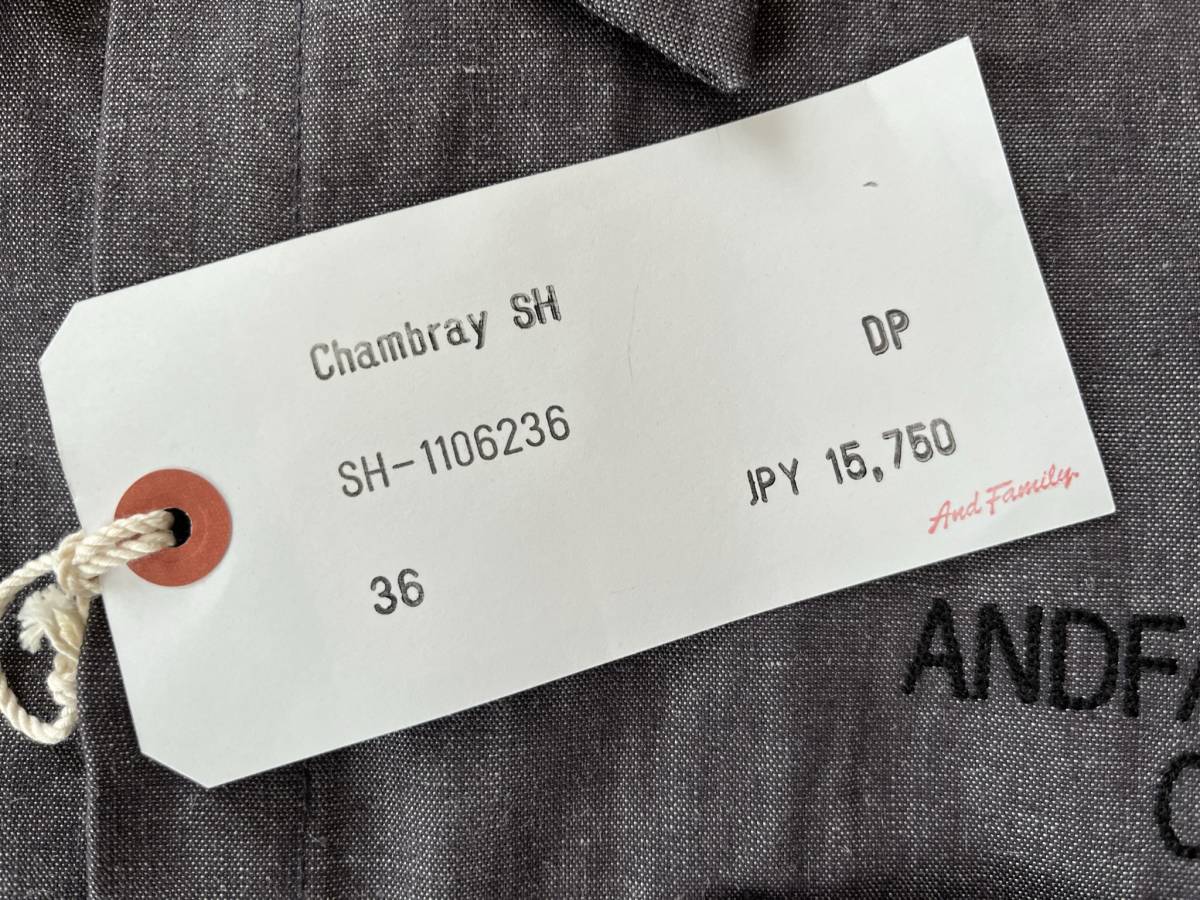 Chambray SH
DP
SH-1106236
JPY 15,750
And Family.
36
ANDFA